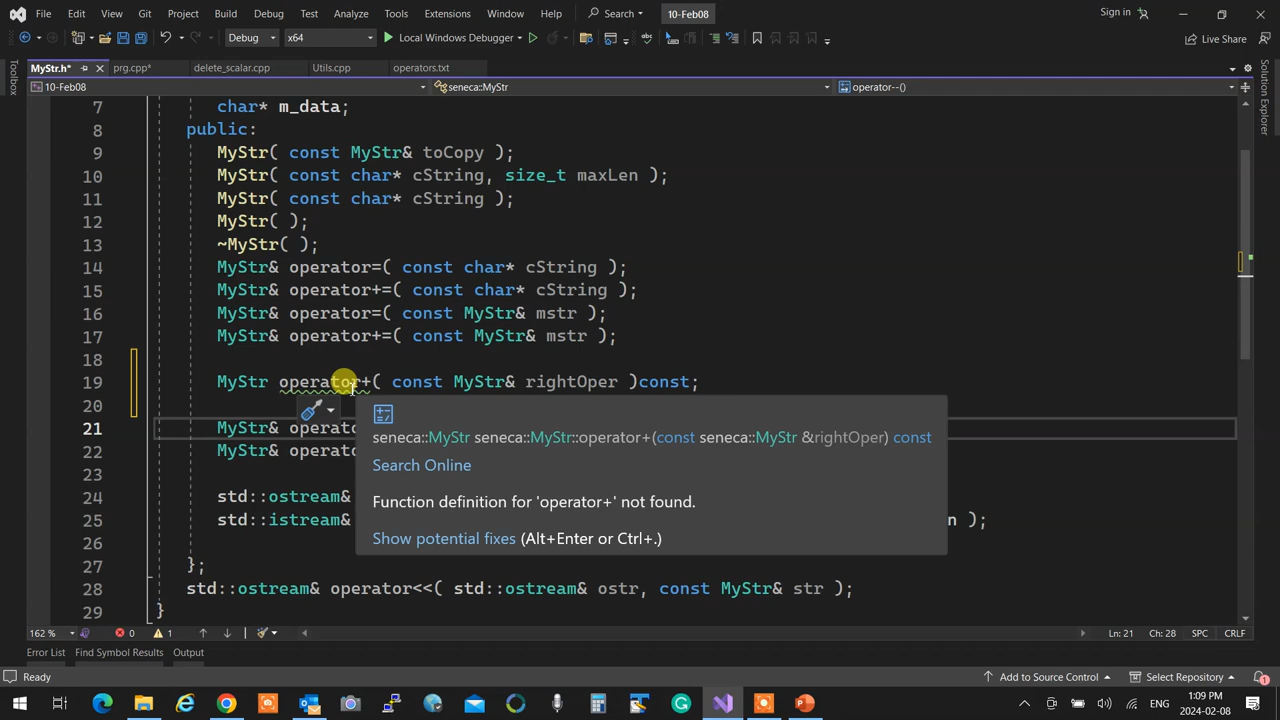 File Edit View Git Project Build Debug Test Analyze Tools Extensions Window Help Search 10-Feb08 Sign in
Debug x64 Local Windows Debugger Live Share
MyStr.h* prg.cpp* delete_scalar.cpp Utils.cpp operators.txt
10-Feb08 seneca::MyStr operator--()
Toolbox
Solution Explorer
7 char* m_data;
8 public:
9 MyStr( const MyStr& toCopy );
10 MyStr( const char* cString, size_t maxLen );
11 MyStr( const char* cString );
12 MyStr( );
13 ~MyStr( );
14 MyStr& operator=( const char* cString );
15 MyStr& operator+=( const char* cString );
16 MyStr& operator=( const MyStr& mstr );
17 MyStr& operator+=( const MyStr& mstr );
18
19 MyStr operator+( const MyStr& rightOper )const;
20
21 MyStr& operato
22 MyStr& operato
23
24 std::ostream&
25 std::istream& n );
26
27 };
28 std::ostream& operator<<( std::ostream& ostr, const MyStr& str );
29 }
seneca::MyStr seneca::MyStr::operator+(const seneca::MyStr &rightOper) const
Search Online
Function definition for 'operator+' not found.
Show potential fixes (Alt+Enter or Ctrl+.)
162 % 0 1 Ln: 21 Ch: 28 SPC CRLF
Error List Find Symbol Results Output
Ready Add to Source Control Select Repository 1
ENG 1:09 PM 2024-02-08